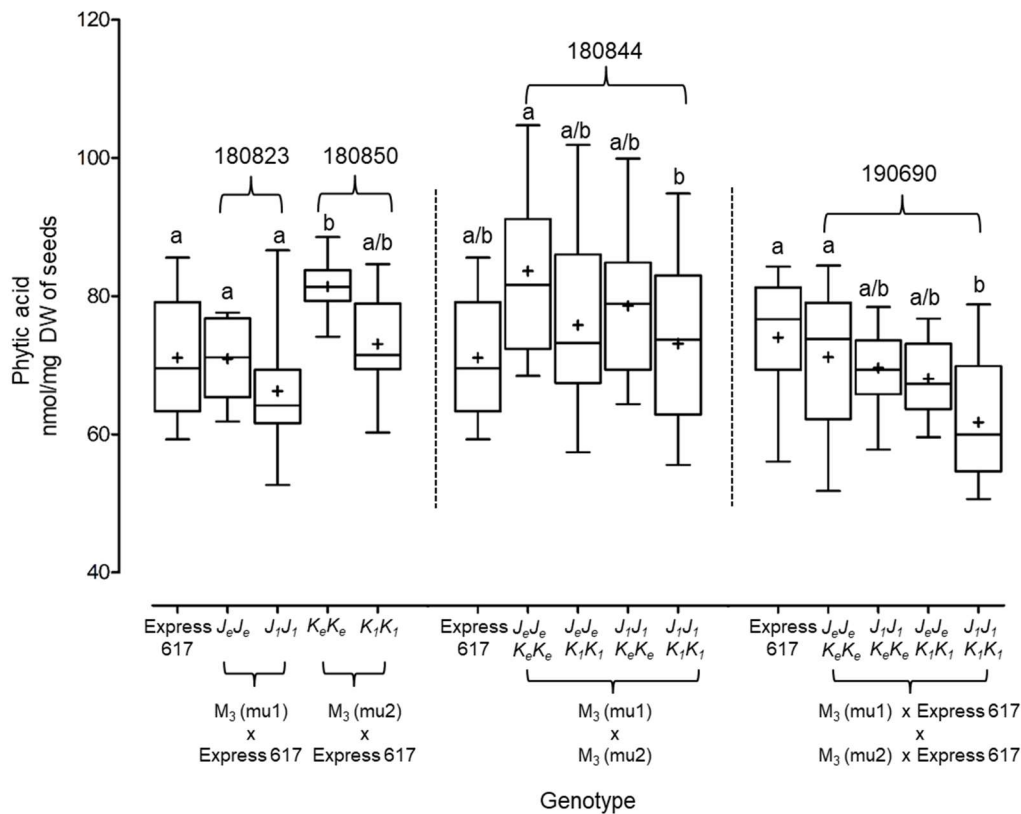 120
100
80
60
40
Phytic acid
nmol/mg DW of seeds
180823
180850
180844
190690
a
a
a
b
a/b
a/b
a
a/b
a/b
b
a
a
a/b
a/b
b
Express 617
JₑJₑ
J₁J₁
KₑKₑ
K₁K₁
Express 617
JₑJₑ KₑKₑ
JₑJₑ K₁K₁
J₁J₁ KₑKₑ
J₁J₁ K₁K₁
Express 617
JₑJₑ KₑKₑ
J₁J₁ KₑKₑ
JₑJₑ K₁K₁
J₁J₁ K₁K₁
M₃ (mu1)
x
Express 617
M₃ (mu2)
x
Express 617
M₃ (mu1)
x
M₃ (mu2)
M₃ (mu1) x Express 617
x
M₃ (mu2) x Express 617
Genotype